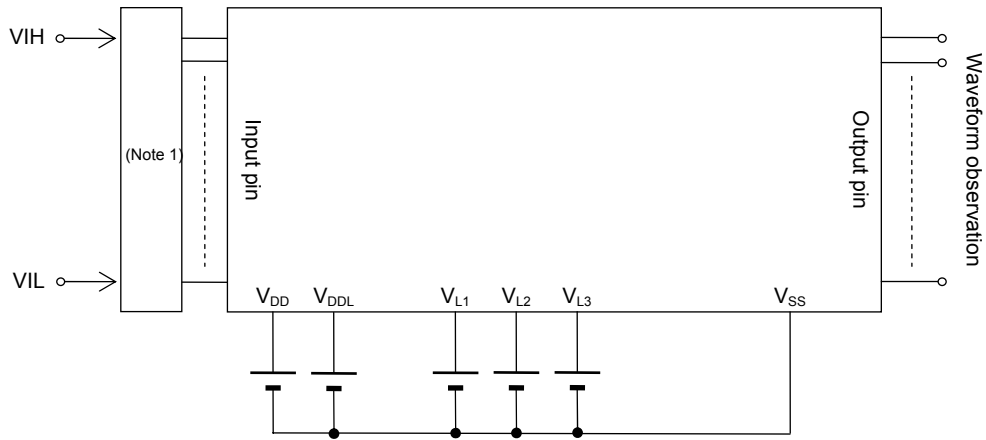 VIH
(Note 1)
VIL
Input pin
Output pin
Waveform observation
VDD VDDL VL1 VL2 VL3 VSS